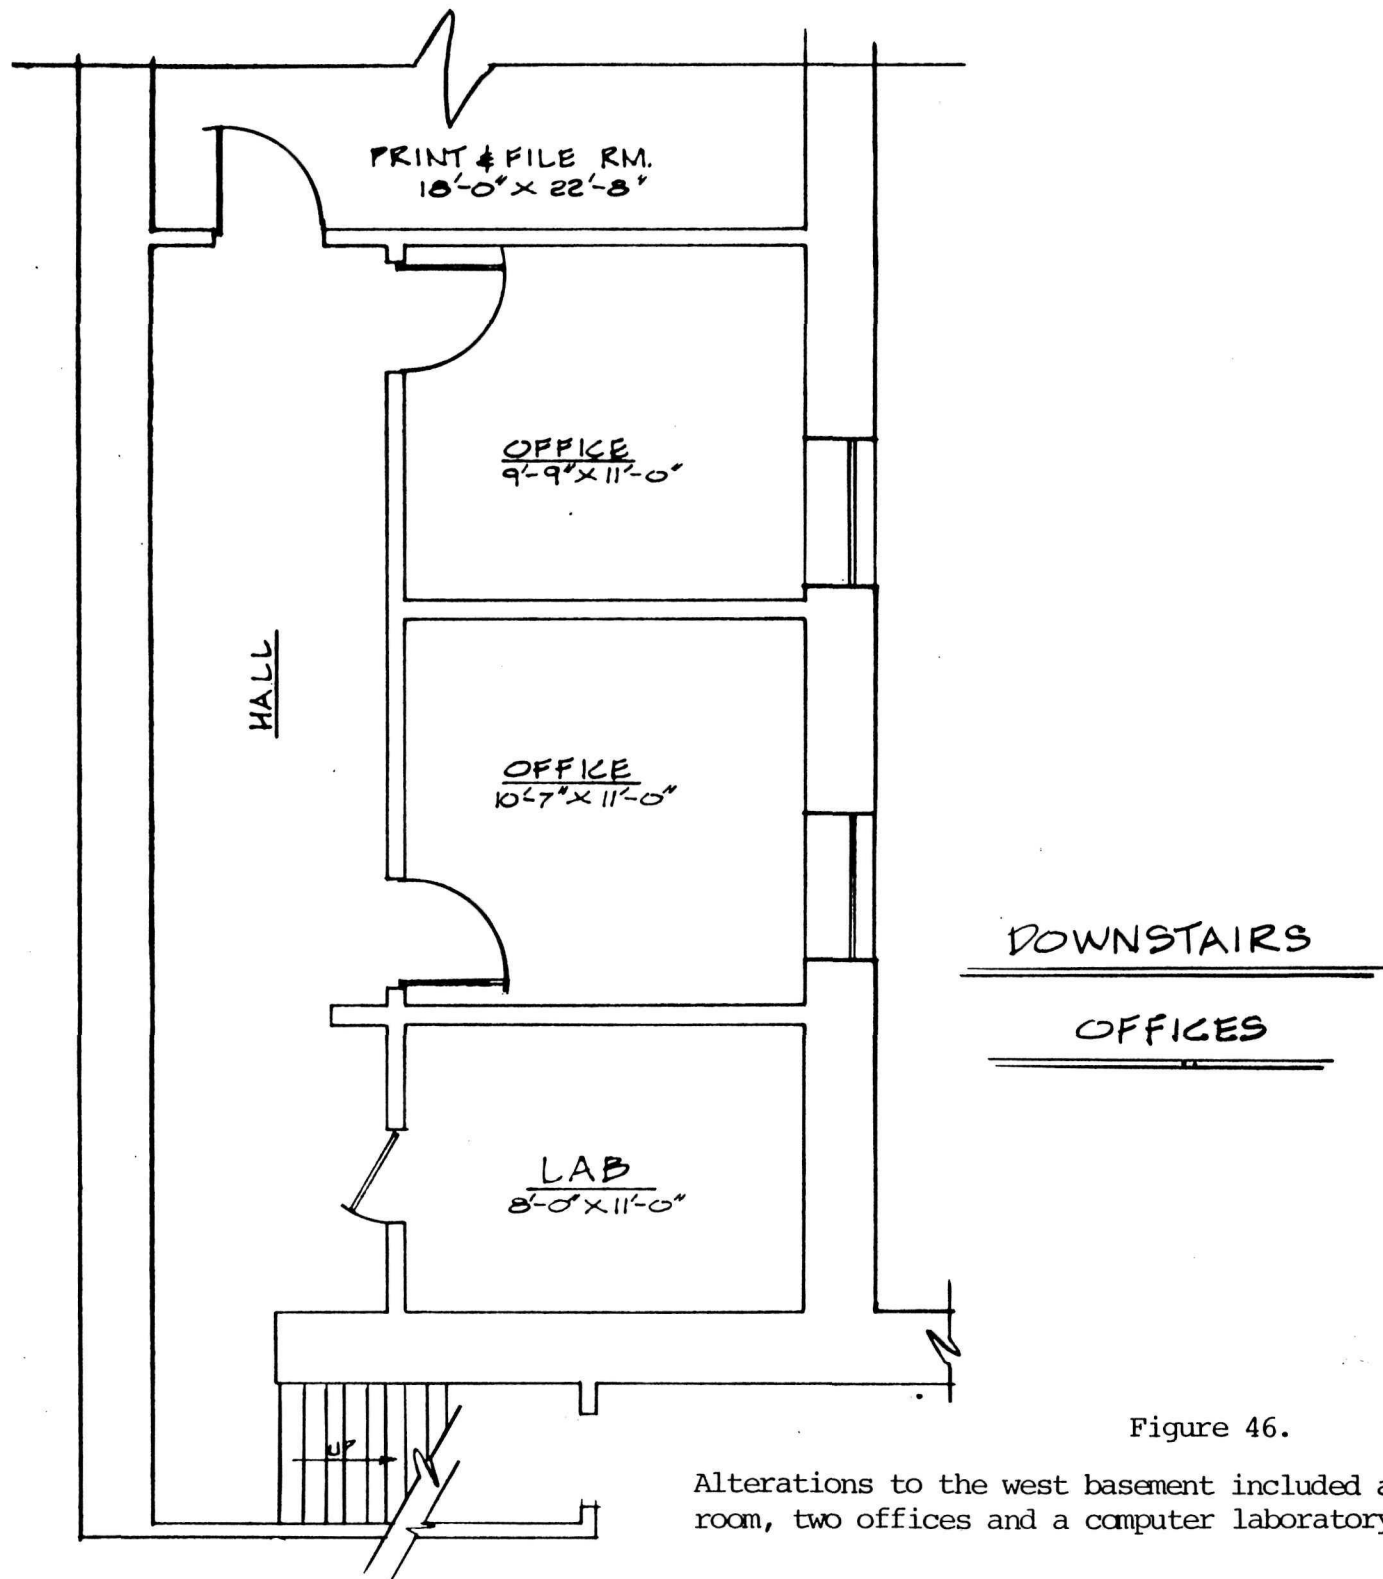 PRINT & FILE RM.
18'-0" X 22'-8"
OFFICE
9'-9" X 11'-0"
HALL
OFFICE
10'-7" X 11'-0"
DOWNSTAIRS
OFFICES
LAB
8'-0" X 11'-0"
UP
Figure 46.
Alterations to the west basement included a
room, two offices and a computer laboratory